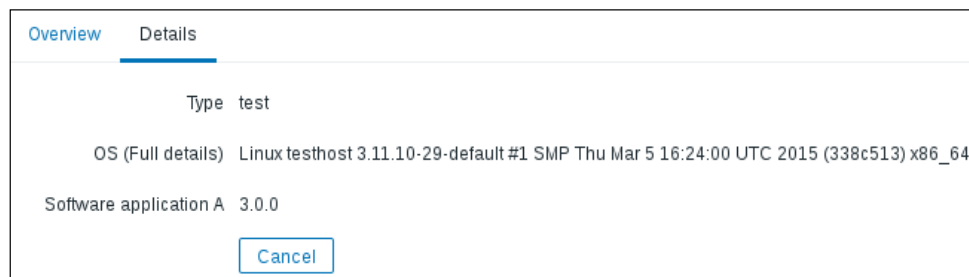 Overview Details
Type test
OS (Full details) Linux testhost 3.11.10-29-default #1 SMP Thu Mar 5 16:24:00 UTC 2015 (338c513) x86_64
Software application A 3.0.0
Cancel